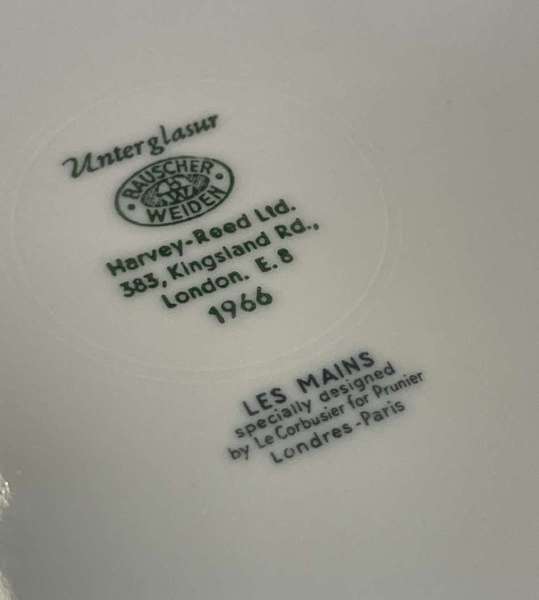 Unterglasur
RAUSCHER
WEIDEN
Harvey-Reed Ltd.
383, Kingsland Rd.,
London. E. 8
1966
LES MAINS
specially designed
by Le Corbusier for Prunier
Londres-Paris